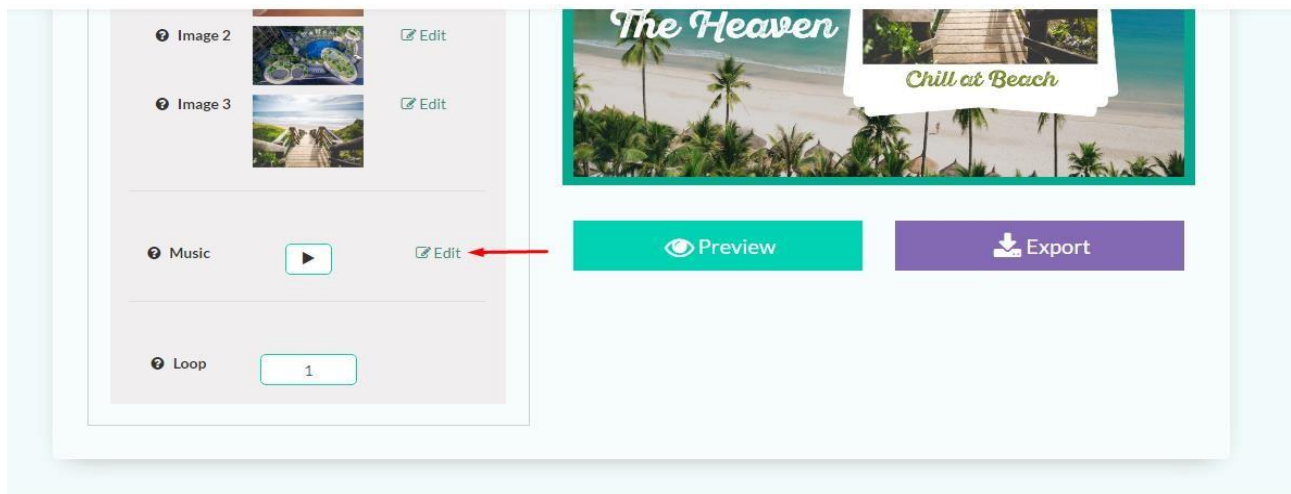 Image 2
Edit
Image 3
Edit
Music
Edit
Loop
1
The Heaven
Chill at Beach
Preview
Export